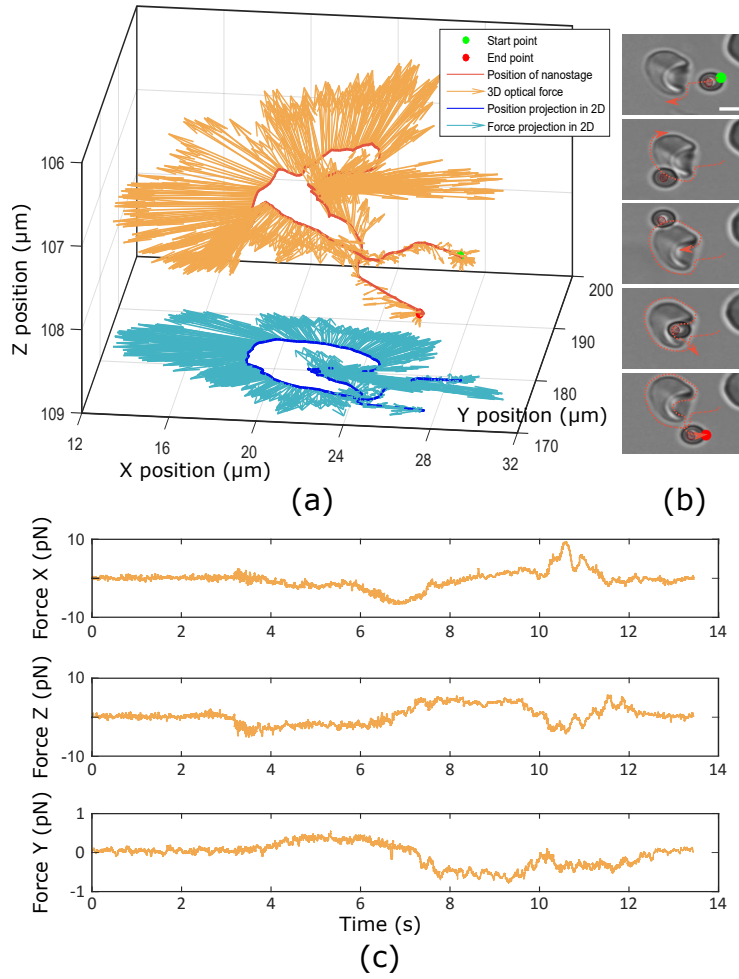 Start point
End point
Position of nanostage
3D optical force
Position projection in 2D
Force projection in 2D
106
107
108
109
Z position (µm)
12
16
20
24
28
32
X position (µm)
170
180
190
200
Y position (µm)
(a)
(b)
10
-10
Force X (pN)
0 2 4 6 8 10 12 14
10
-10
Force Z (pN)
0 2 4 6 8 10 12 14
1
0
-1
Force Y (pN)
0 2 4 6 8 10 12 14
Time (s)
(c)